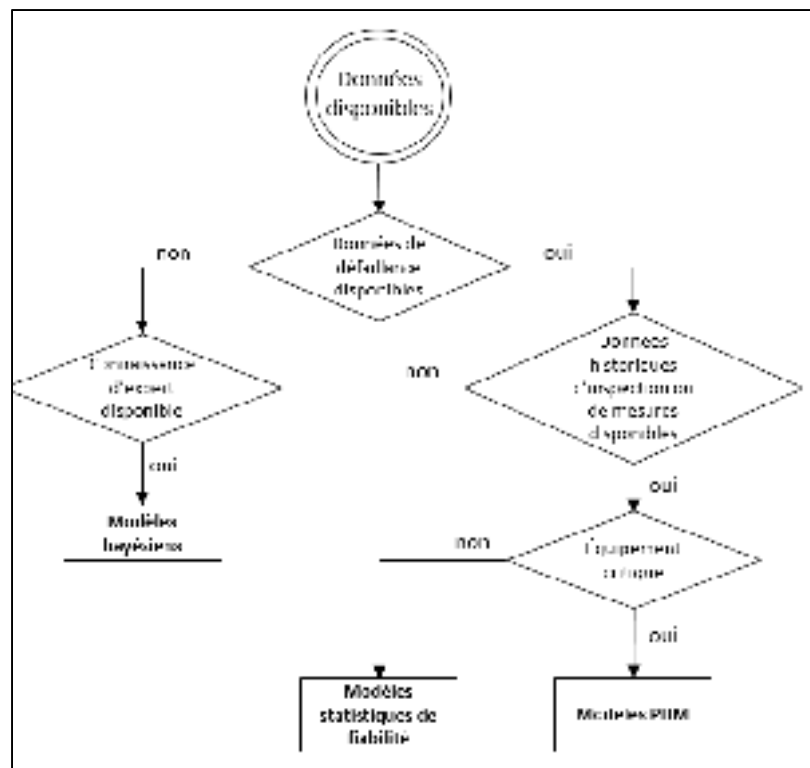 Données
disponibles
Données de
défaillance
disponibles
non
oui
Connaissance
d'expert
disponible
non
Données
historiques
d'inspection ou
de mesures
disponibles
oui
oui
Modèles
bayésiens
non
Équipement
critique
oui
Modèles
statistiques de
fiabilité
Modèles PHM